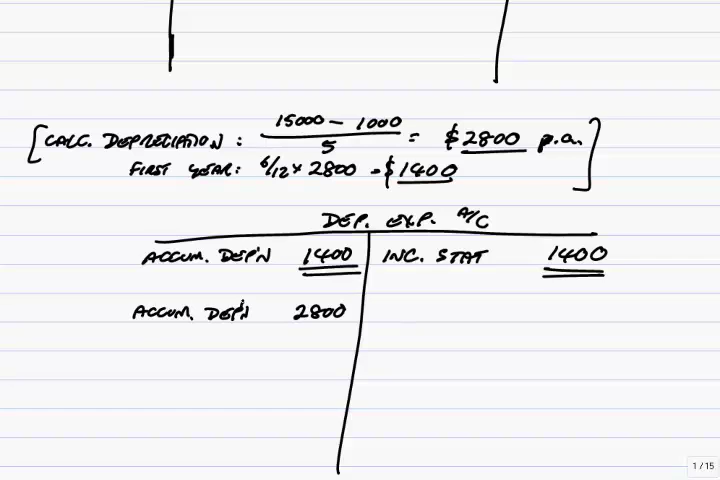 [CALC. DEPRECIATION: 15000 - 1000 / 5 = $2800 p.a.
FIRST YEAR: 6/12 × 2800 = $1400]
DEP. EXP. A/C
ACCUM. DEP'N 1400 INC. STAT 1400
ACCUM. DEP'N 2800
1 / 15